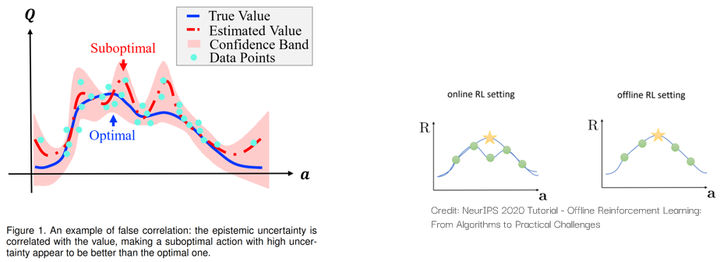 Q
True Value
Estimated Value
Confidence Band
Data Points
Suboptimal
Optimal
a
Figure 1. An example of false correlation: the epistemic uncertainty is
correlated with the value, making a suboptimal action with high uncer-
tainty appear to be better than the optimal one.
online RL setting
R
a
offline RL setting
R
a
Credit: NeurIPS 2020 Tutorial - Offline Reinforcement Learning:
From Algorithms to Practical Challenges